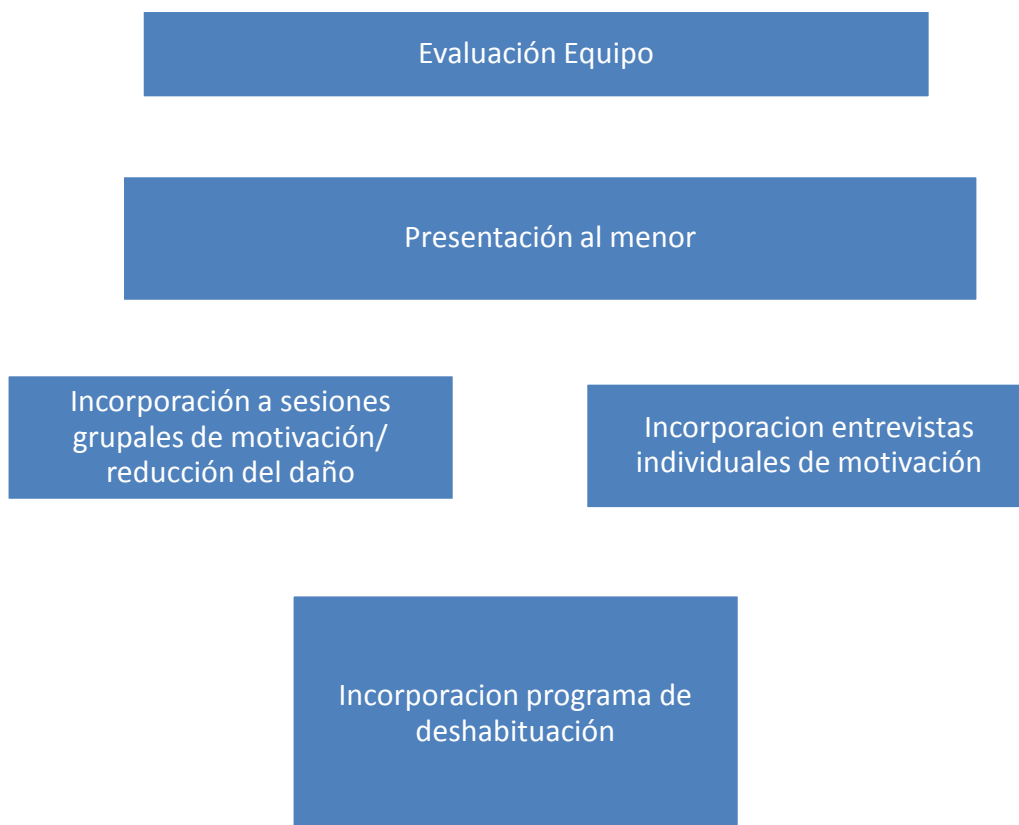 Evaluación Equipo
Presentación al menor
Incorporación a sesiones
grupales de motivación/
reducción del daño
Incorporacion entrevistas
individuales de motivación
Incorporacion programa de
deshabituación